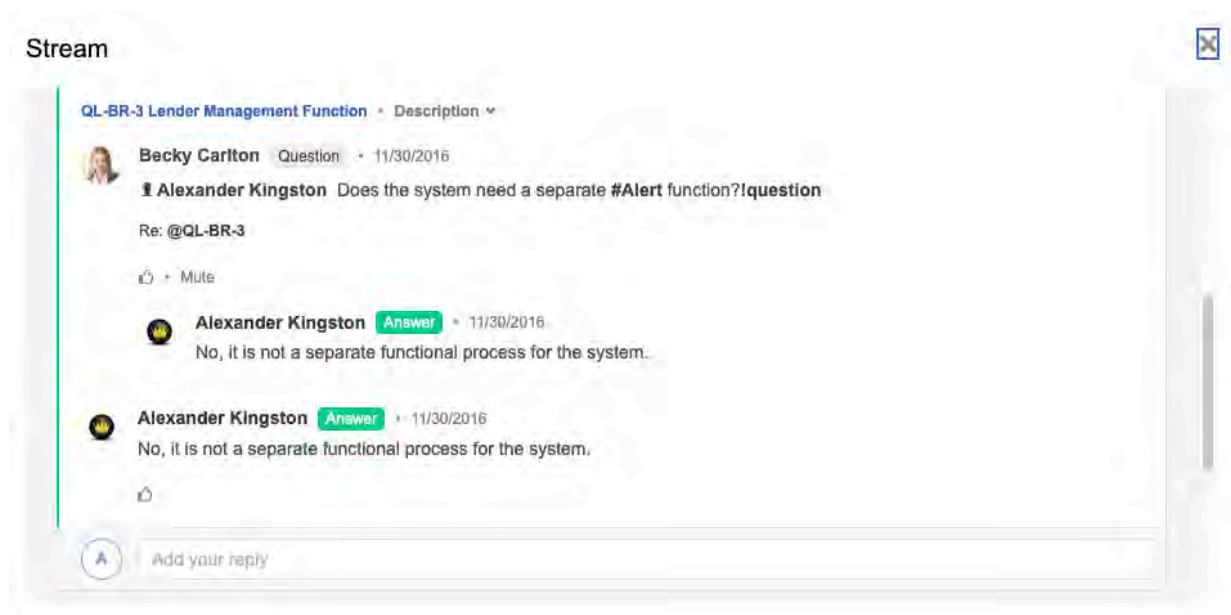 Stream
QL-BR-3 Lender Management Function • Description
Becky Carlton Question • 11/30/2016
Alexander Kingston Does the system need a separate #Alert function?!question
Re: @QL-BR-3
• Mute
Alexander Kingston Answer • 11/30/2016
No, it is not a separate functional process for the system.
Alexander Kingston Answer • 11/30/2016
No, it is not a separate functional process for the system.
A Add your reply